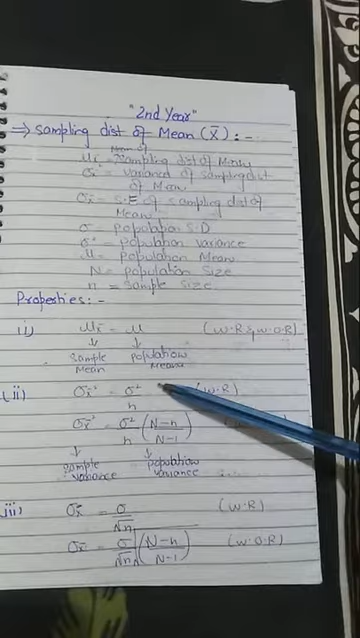 "2nd Year"
⇒ Sampling dist of Mean (X̄) : -
Mean of
μx̄ = Sampling dist of Mean
σx̄² = variance of sampling dist
of Mean
σx̄ = S.E of sampling dist of
Mean
σ = population S.D
σ² = population variance
μ = population Mean
N = population Size
n = Sample Size
Properties: -
i) μx̄ = μ (W.R & W.O.R)
↓ ↓
Sample population
Mean Mean
(ii) σx̄² = σ²/n (W.R)
σx̄² = σ²/n (N-n/N-1)
↓ ↓
Sample population
variance variance
iii) σx̄ = σ/√n (W.R)
σx̄ = σ/√n √(N-n/N-1) (W.O.R)